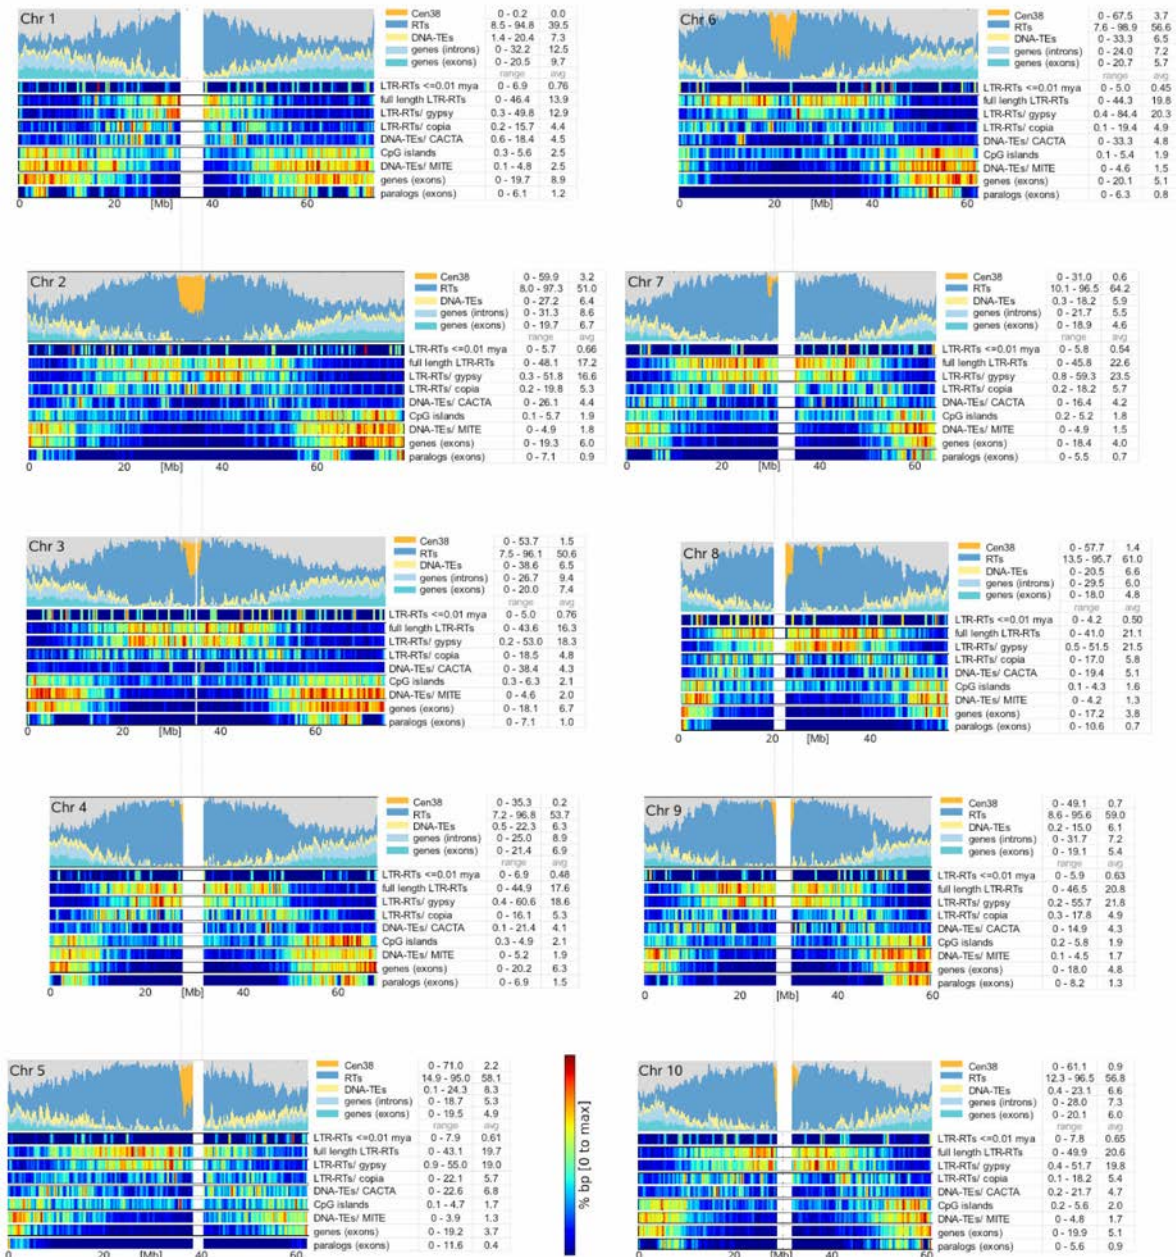 Chr 1
Cen38 0 - 0.2 0.0
RTs 8.5 - 94.8 39.5
DNA-TEs 1.4 - 20.4 7.3
genes (introns) 0 - 32.2 12.5
genes (exons) 0 - 20.5 9.7
range avg
LTR-RTs <=0.01 mya 0 - 6.9 0.76
full length LTR-RTs 0 - 46.4 13.9
LTR-RTs/ gypsy 0.3 - 49.8 12.9
LTR-RTs/ copia 0.2 - 15.7 4.4
DNA-TEs/ CACTA 0.6 - 18.4 4.5
CpG islands 0.3 - 5.6 2.5
DNA-TEs/ MITE 0.1 - 4.8 2.5
genes (exons) 0 - 19.7 8.9
paralogs (exons) 0 - 6.1 1.2
0 20 [Mb] 40 60
Chr 6
Cen38 0 - 67.5 3.7
RTs 7.6 - 98.9 56.6
DNA-TEs 0 - 33.3 6.5
genes (introns) 0 - 24.0 7.2
genes (exons) 0 - 20.7 5.7
range avg
LTR-RTs <=0.01 mya 0 - 5.0 0.45
full length LTR-RTs 0 - 44.3 19.8
LTR-RTs/ gypsy 0.4 - 84.4 20.3
LTR-RTs/ copia 0.1 - 19.4 4.9
DNA-TEs/ CACTA 0 - 33.3 4.8
CpG islands 0.1 - 5.4 1.9
DNA-TEs/ MITE 0 - 4.6 1.5
genes (exons) 0 - 20.1 5.1
paralogs (exons) 0 - 6.3 0.8
0 20 [Mb] 40 60
Chr 2
Cen38 0 - 59.9 3.2
RTs 8.0 - 97.3 51.0
DNA-TEs 0 - 27.2 6.4
genes (introns) 0 - 31.3 8.6
genes (exons) 0 - 19.7 6.7
range avg
LTR-RTs <=0.01 mya 0 - 5.7 0.66
full length LTR-RTs 0 - 48.1 17.2
LTR-RTs/ gypsy 0.3 - 51.8 16.6
LTR-RTs/ copia 0.2 - 19.8 5.3
DNA-TEs/ CACTA 0 - 26.1 4.4
CpG islands 0.1 - 5.7 1.9
DNA-TEs/ MITE 0 - 4.9 1.8
genes (exons) 0 - 19.3 6.0
paralogs (exons) 0 - 7.1 0.9
0 20 [Mb] 40 60
Chr 7
Cen38 0 - 31.0 0.6
RTs 10.1 - 96.5 64.2
DNA-TEs 0.3 - 18.2 5.9
genes (introns) 0 - 21.7 5.5
genes (exons) 0 - 18.9 4.6
range avg
LTR-RTs <=0.01 mya 0 - 5.8 0.54
full length LTR-RTs 0 - 45.8 22.6
LTR-RTs/ gypsy 0.8 - 59.3 23.5
LTR-RTs/ copia 0.2 - 18.2 5.7
DNA-TEs/ CACTA 0.2 - 16.4 4.2
CpG islands 0.2 - 5.2 1.8
DNA-TEs/ MITE 0 - 4.9 1.5
genes (exons) 0 - 18.4 4.0
paralogs (exons) 0 - 5.5 0.7
0 20 [Mb] 40 60
Chr 3
Cen38 0 - 53.7 1.5
RTs 7.5 - 96.1 50.6
DNA-TEs 0 - 38.6 6.5
genes (introns) 0 - 26.7 9.4
genes (exons) 0 - 20.0 7.4
range avg
LTR-RTs <=0.01 mya 0 - 5.0 0.76
full length LTR-RTs 0 - 43.6 16.3
LTR-RTs/ gypsy 0.2 - 53.0 18.3
LTR-RTs/ copia 0 - 18.5 4.8
DNA-TEs/ CACTA 0 - 38.4 4.3
CpG islands 0.3 - 6.3 2.1
DNA-TEs/ MITE 0 - 4.6 2.0
genes (exons) 0 - 18.1 6.7
paralogs (exons) 0 - 7.1 1.0
0 20 [Mb] 40 60
Chr 8
Cen38 0 - 57.7 1.4
RTs 13.5 - 95.7 61.0
DNA-TEs 0 - 20.5 6.6
genes (introns) 0 - 29.5 6.0
genes (exons) 0 - 18.0 4.8
range avg
LTR-RTs <=0.01 mya 0 - 4.2 0.50
full length LTR-RTs 0 - 41.0 21.1
LTR-RTs/ gypsy 0.5 - 51.5 21.5
LTR-RTs/ copia 0 - 17.0 5.8
DNA-TEs/ CACTA 0 - 19.4 5.1
CpG islands 0.1 - 4.3 1.6
DNA-TEs/ MITE 0 - 4.2 1.3
genes (exons) 0 - 17.2 3.8
paralogs (exons) 0 - 10.6 0.7
0 20 [Mb] 40
Chr 4
Cen38 0 - 35.3 0.2
RTs 7.2 - 96.8 53.7
DNA-TEs 0.5 - 22.3 6.3
genes (introns) 0 - 25.0 8.9
genes (exons) 0 - 21.4 6.9
range avg
LTR-RTs <=0.01 mya 0 - 6.9 0.48
full length LTR-RTs 0 - 44.9 17.6
LTR-RTs/ gypsy 0.4 - 60.6 18.6
LTR-RTs/ copia 0 - 16.1 5.3
DNA-TEs/ CACTA 0.1 - 21.4 4.1
CpG islands 0.3 - 4.9 2.1
DNA-TEs/ MITE 0 - 5.2 1.9
genes (exons) 0 - 20.2 6.3
paralogs (exons) 0 - 6.9 1.5
0 20 [Mb] 40 60
Chr 9
Cen38 0 - 49.1 0.7
RTs 8.6 - 95.6 59.0
DNA-TEs 0.2 - 15.0 6.1
genes (introns) 0 - 31.7 7.2
genes (exons) 0 - 19.1 5.4
range avg
LTR-RTs <=0.01 mya 0 - 5.9 0.63
full length LTR-RTs 0 - 46.5 20.8
LTR-RTs/ gypsy 0.2 - 55.7 21.8
LTR-RTs/ copia 0.3 - 17.8 4.9
DNA-TEs/ CACTA 0 - 14.9 4.3
CpG islands 0.2 - 5.8 1.9
DNA-TEs/ MITE 0.1 - 4.5 1.7
genes (exons) 0 - 18.0 4.8
paralogs (exons) 0 - 8.2 1.3
0 20 [Mb] 40 60
Chr 5
Cen38 0 - 71.0 2.2
RTs 14.9 - 95.0 58.1
DNA-TEs 0.1 - 24.3 8.3
genes (introns) 0 - 18.7 5.3
genes (exons) 0 - 19.5 4.9
range avg
LTR-RTs <=0.01 mya 0 - 7.9 0.61
full length LTR-RTs 0 - 43.1 19.7
LTR-RTs/ gypsy 0.9 - 55.0 19.0
LTR-RTs/ copia 0 - 22.1 5.7
DNA-TEs/ CACTA 0 - 22.6 6.8
CpG islands 0.1 - 4.7 1.7
DNA-TEs/ MITE 0 - 3.9 1.3
genes (exons) 0 - 19.2 3.7
paralogs (exons) 0 - 11.6 0.4
0 20 [Mb] 40 60
% bp [0 to max]
Chr 10
Cen38 0 - 61.1 0.9
RTs 12.3 - 96.5 56.8
DNA-TEs 0.4 - 23.1 6.6
genes (introns) 0 - 28.0 7.3
genes (exons) 0 - 20.1 6.0
range avg
LTR-RTs <=0.01 mya 0 - 7.8 0.65
full length LTR-RTs 0 - 49.9 20.6
LTR-RTs/ gypsy 0.4 - 51.7 19.8
LTR-RTs/ copia 0.1 - 18.2 5.4
DNA-TEs/ CACTA 0.2 - 21.7 4.7
CpG islands 0.2 - 5.6 2.0
DNA-TEs/ MITE 0 - 4.8 1.7
genes (exons) 0 - 19.9 5.1
paralogs (exons) 0 - 5.6 0.9
0 20 [Mb] 40 60